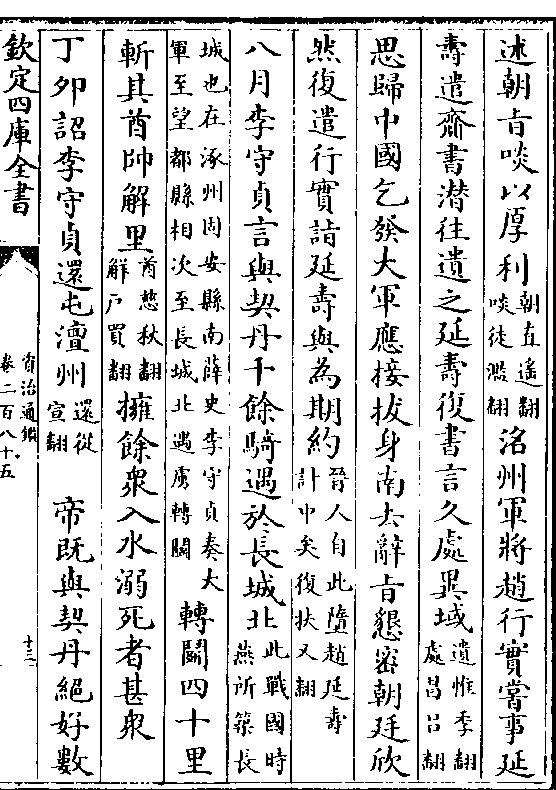 述朝旨啖以厚利朝直遙翻啖徒濫翻洺州軍將趙行實嘗事延
壽遣齎書潜往遺之延壽復書言久處異域遺惟季翻處昌呂翻
思歸中國乞發大軍應接拔身南去辭旨懇密朝廷欣
然復遣行實詣延壽與為期約晉人自此墮趙延壽計中矣復扶又翻
八月李守貞言與契丹千餘騎遇於長城北此戰國時燕所築長
城也在涿州固安縣南薛史李守貞奏大軍至望都縣相次至長城北遇虜轉鬭轉鬭四十里
斬其酋帥解里酋慈秋翻解戶買翻擁餘衆入水溺死者甚衆
丁夘詔李守貞還屯澶州還從宣翻 帝既與契丹絕好數
欽定四庫全書
資治通鑑
卷二百八十五
十三